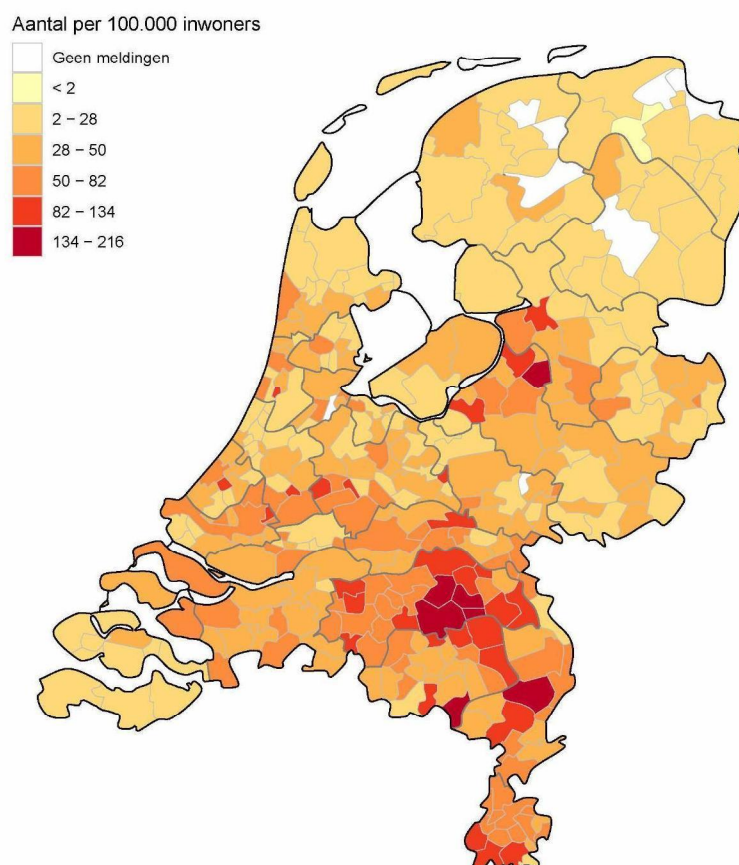 Aantal per 100.000 inwoners
Geen meldingen
< 2
2 – 28
28 – 50
50 – 82
82 – 134
134 – 216